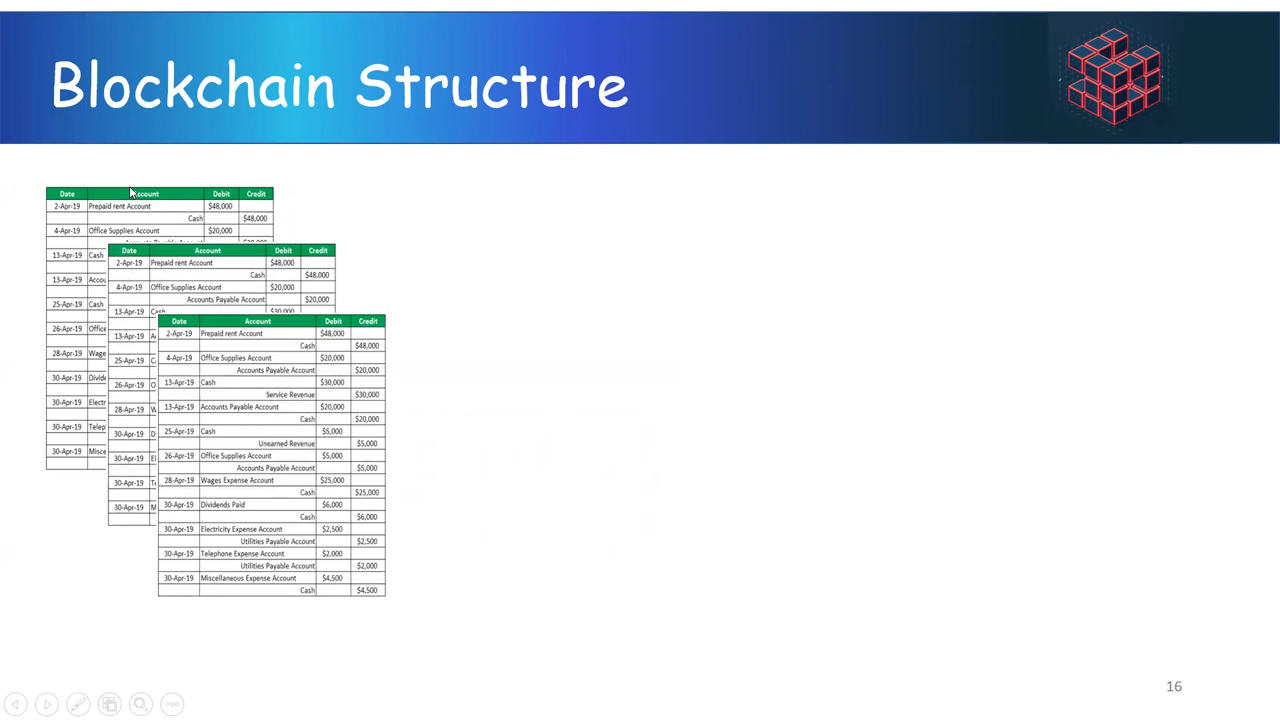 Blockchain Structure
Date Account Debit Credit
2-Apr-19 Prepaid rent Account $48,000
Cash $48,000
4-Apr-19 Office Supplies Account $20,000
13-Apr-19 Cash
13-Apr-19
25-Apr-19 Cash
26-Apr-19
28-Apr-19
30-Apr-19
30-Apr-19
30-Apr-19
30-Apr-19
Date Account Debit Credit
2-Apr-19 Prepaid rent Account $48,000
Cash $48,000
4-Apr-19 Office Supplies Account $20,000
Accounts Payable Account $20,000
13-Apr-19 Cash $30,000
13-Apr-19
25-Apr-19
26-Apr-19
28-Apr-19
30-Apr-19
30-Apr-19
30-Apr-19
30-Apr-19
Date Account Debit Credit
2-Apr-19 Prepaid rent Account $48,000
Cash $48,000
4-Apr-19 Office Supplies Account $20,000
Accounts Payable Account $20,000
13-Apr-19 Cash $30,000
Service Revenue $30,000
13-Apr-19 Accounts Payable Account $20,000
Cash $20,000
25-Apr-19 Cash $5,000
Unearned Revenue $5,000
26-Apr-19 Office Supplies Account $5,000
Accounts Payable Account $5,000
28-Apr-19 Wages Expense Account $25,000
Cash $25,000
30-Apr-19 Dividends Paid $6,000
Cash $6,000
30-Apr-19 Electricity Expense Account $2,500
Utilities Payable Account $2,500
30-Apr-19 Telephone Expense Account $2,000
Utilities Payable Account $2,000
30-Apr-19 Miscellaneous Expense Account $4,500
Cash $4,500
16